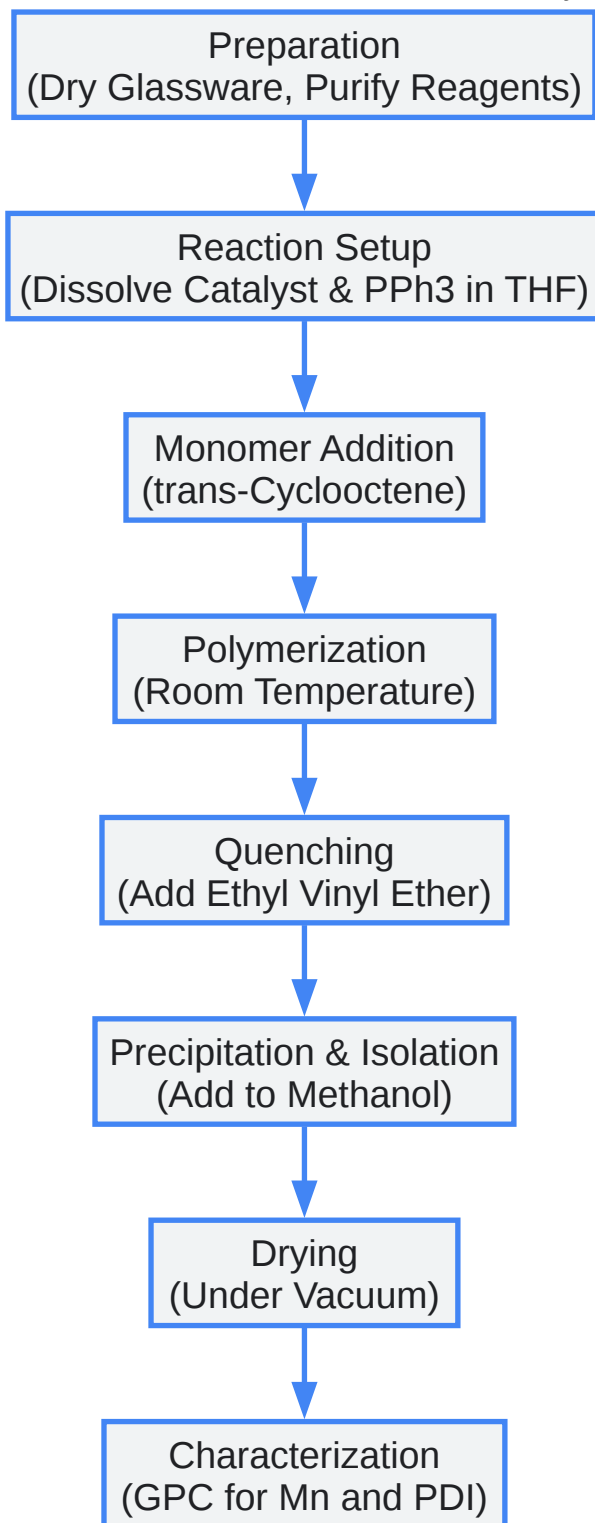 Preparation
(Dry Glassware, Purify Reagents)
Reaction Setup
(Dissolve Catalyst & PPh3 in THF)
Monomer Addition
(trans-Cyclooctene)
Polymerization
(Room Temperature)
Quenching
(Add Ethyl Vinyl Ether)
Precipitation & Isolation
(Add to Methanol)
Drying
(Under Vacuum)
Characterization
(GPC for Mn and PDI)